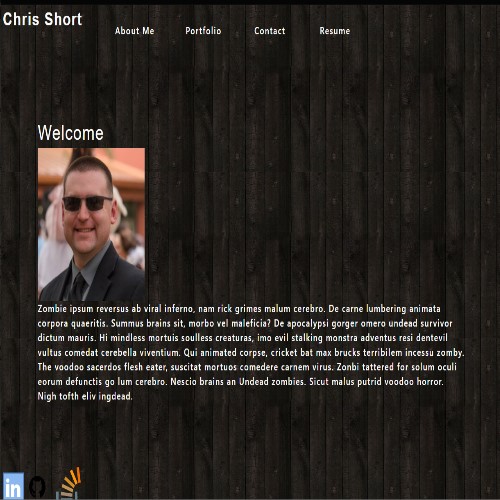 Chris Short
About Me Portfolio Contact Resume
Welcome
Zombie ipsum reversus ab viral inferno, nam rick grimes malum cerebro. De carne lumbering animata
corpora quaeritis. Summus brains sit, morbo vel maleficia? De apocalypsi gorger omero undead survivor
dictum mauris. Hi mindless mortuis soulless creaturas, imo evil stalking monstra adventus resi dentevil
vultus comedat cerebella viventium. Qui animated corpse, cricket bat max brucks terribilem incessu zomby.
The voodoo sacerdos flesh eater, suscitat mortuos comedere carnem virus. Zonbi tattered for solum oculi
eorum defunctis go lum cerebro. Nescio brains an Undead zombies. Sicut malus putrid voodoo horror.
Nigh tofth eliv ingdead.
in